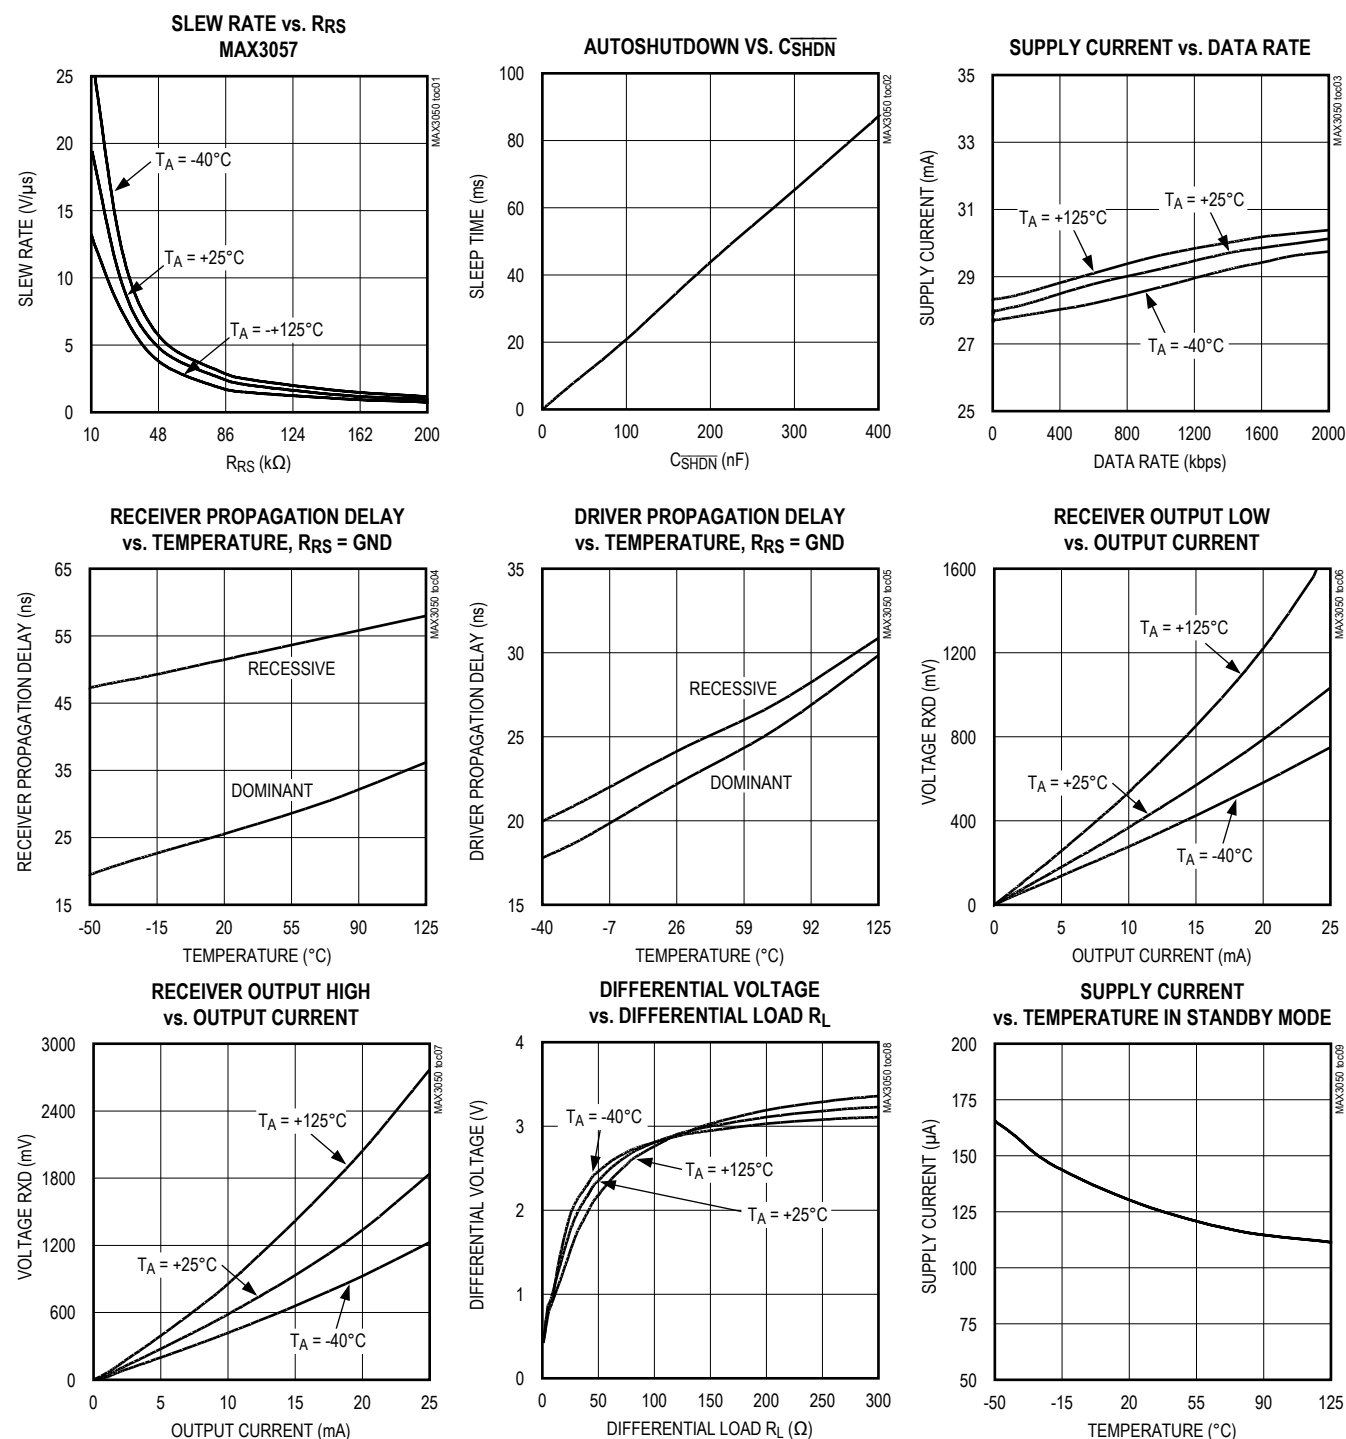 SLEW RATE vs. RRS
MAX3057
25
20
15
10
5
0
SLEW RATE (V/µs)
TA = -40°C
TA = +25°C
TA = -+125°C
MAX3050 toc01
10 48 86 124 162 200
RRS (kΩ)
AUTOSHUTDOWN VS. CSHDN
100
80
60
40
20
0
SLEEP TIME (ms)
MAX3050 toc02
0 100 200 300 400
CSHDN (nF)
SUPPLY CURRENT vs. DATA RATE
35
33
31
29
27
25
SUPPLY CURRENT (mA)
TA = +25°C
TA = +125°C
TA = -40°C
MAX3050 toc03
0 400 800 1200 1600 2000
DATA RATE (kbps)
RECEIVER PROPAGATION DELAY
vs. TEMPERATURE, RRS = GND
65
55
45
35
25
15
RECEIVER PROPAGATION DELAY (ns)
RECESSIVE
DOMINANT
MAX3050 toc04
-50 -15 20 55 90 125
TEMPERATURE (°C)
DRIVER PROPAGATION DELAY
vs. TEMPERATURE, RRS = GND
35
30
25
20
15
DRIVER PROPAGATION DELAY (ns)
RECESSIVE
DOMINANT
MAX3050 toc05
-40 -7 26 59 92 125
TEMPERATURE (°C)
RECEIVER OUTPUT LOW
vs. OUTPUT CURRENT
1600
1200
800
400
0
VOLTAGE RXD (mV)
TA = +125°C
TA = +25°C
TA = -40°C
MAX3050 toc06
0 5 10 15 20 25
OUTPUT CURRENT (mA)
RECEIVER OUTPUT HIGH
vs. OUTPUT CURRENT
3000
2400
1800
1200
600
0
VOLTAGE RXD (mV)
TA = +125°C
TA = +25°C
TA = -40°C
MAX3050 toc07
0 5 10 15 20 25
OUTPUT CURRENT (mA)
DIFFERENTIAL VOLTAGE
vs. DIFFERENTIAL LOAD RL
4
3
2
1
0
DIFFERENTIAL VOLTAGE (V)
TA = -40°C
TA = +125°C
TA = +25°C
MAX3050 toc08
0 50 100 150 200 250 300
DIFFERENTIAL LOAD RL (Ω)
SUPPLY CURRENT
vs. TEMPERATURE IN STANDBY MODE
200
175
150
125
100
75
50
SUPPLY CURRENT (µA)
MAX3050 toc09
-50 -15 20 55 90 125
TEMPERATURE (°C)